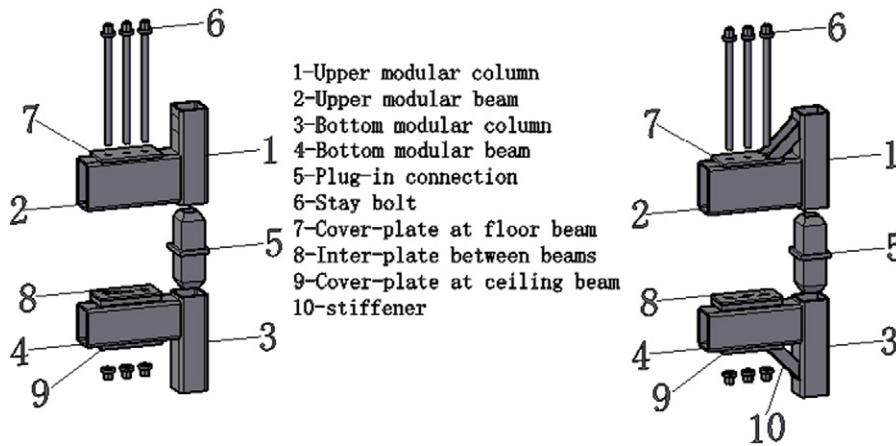 6
6
1-Upper modular column
2-Upper modular beam
3-Bottom modular column
4-Bottom modular beam
5-Plug-in connection
6-Stay bolt
7-Cover-plate at floor beam
8-Inter-plate between beams
9-Cover-plate at ceiling beam
10-stiffener
7
1
2
5
8
4
3
9
7
1
2
5
8
4
3
9
10